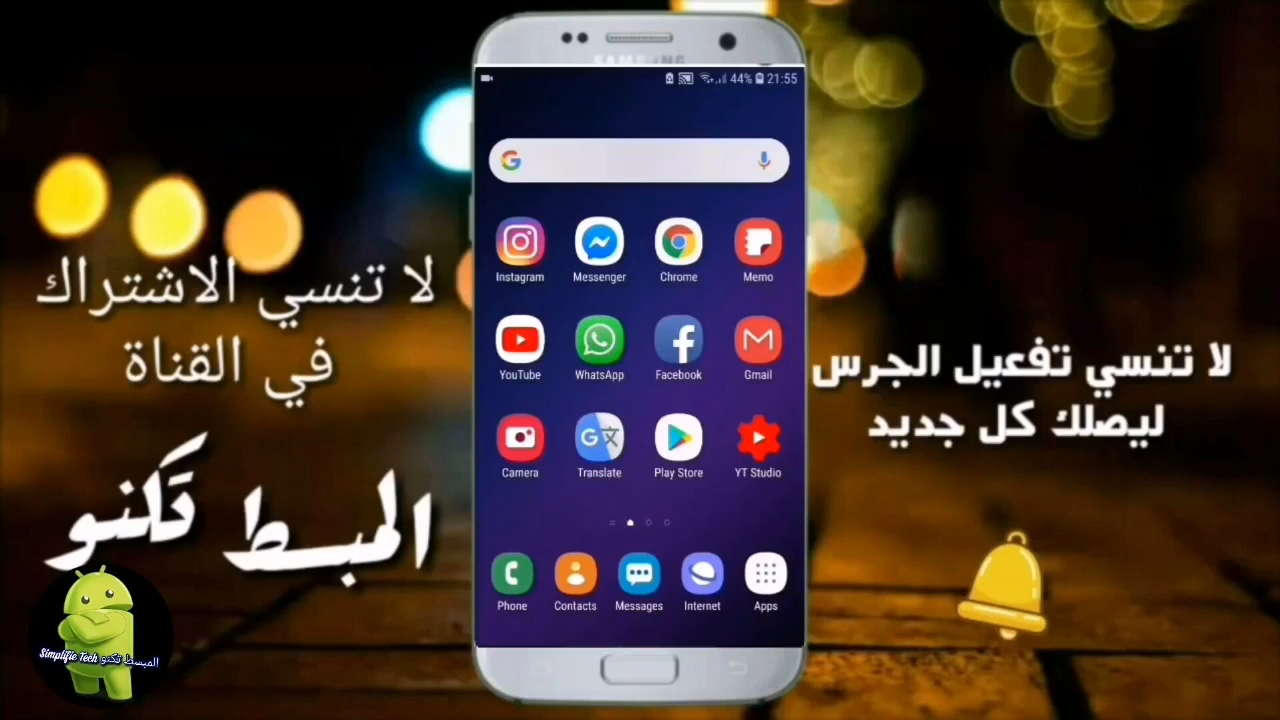 SAMSUNG
44% 21:55
لا تنسي الاشتراك
في القناة
المبسط تكنو
Simplifie Tech المبسط تكنو
Instagram Messenger Chrome Memo
YouTube WhatsApp Facebook Gmail
Camera Translate Play Store YT Studio
Phone Contacts Messages Internet Apps
لا تنسي تفعيل الجرس
ليصلك كل جديد